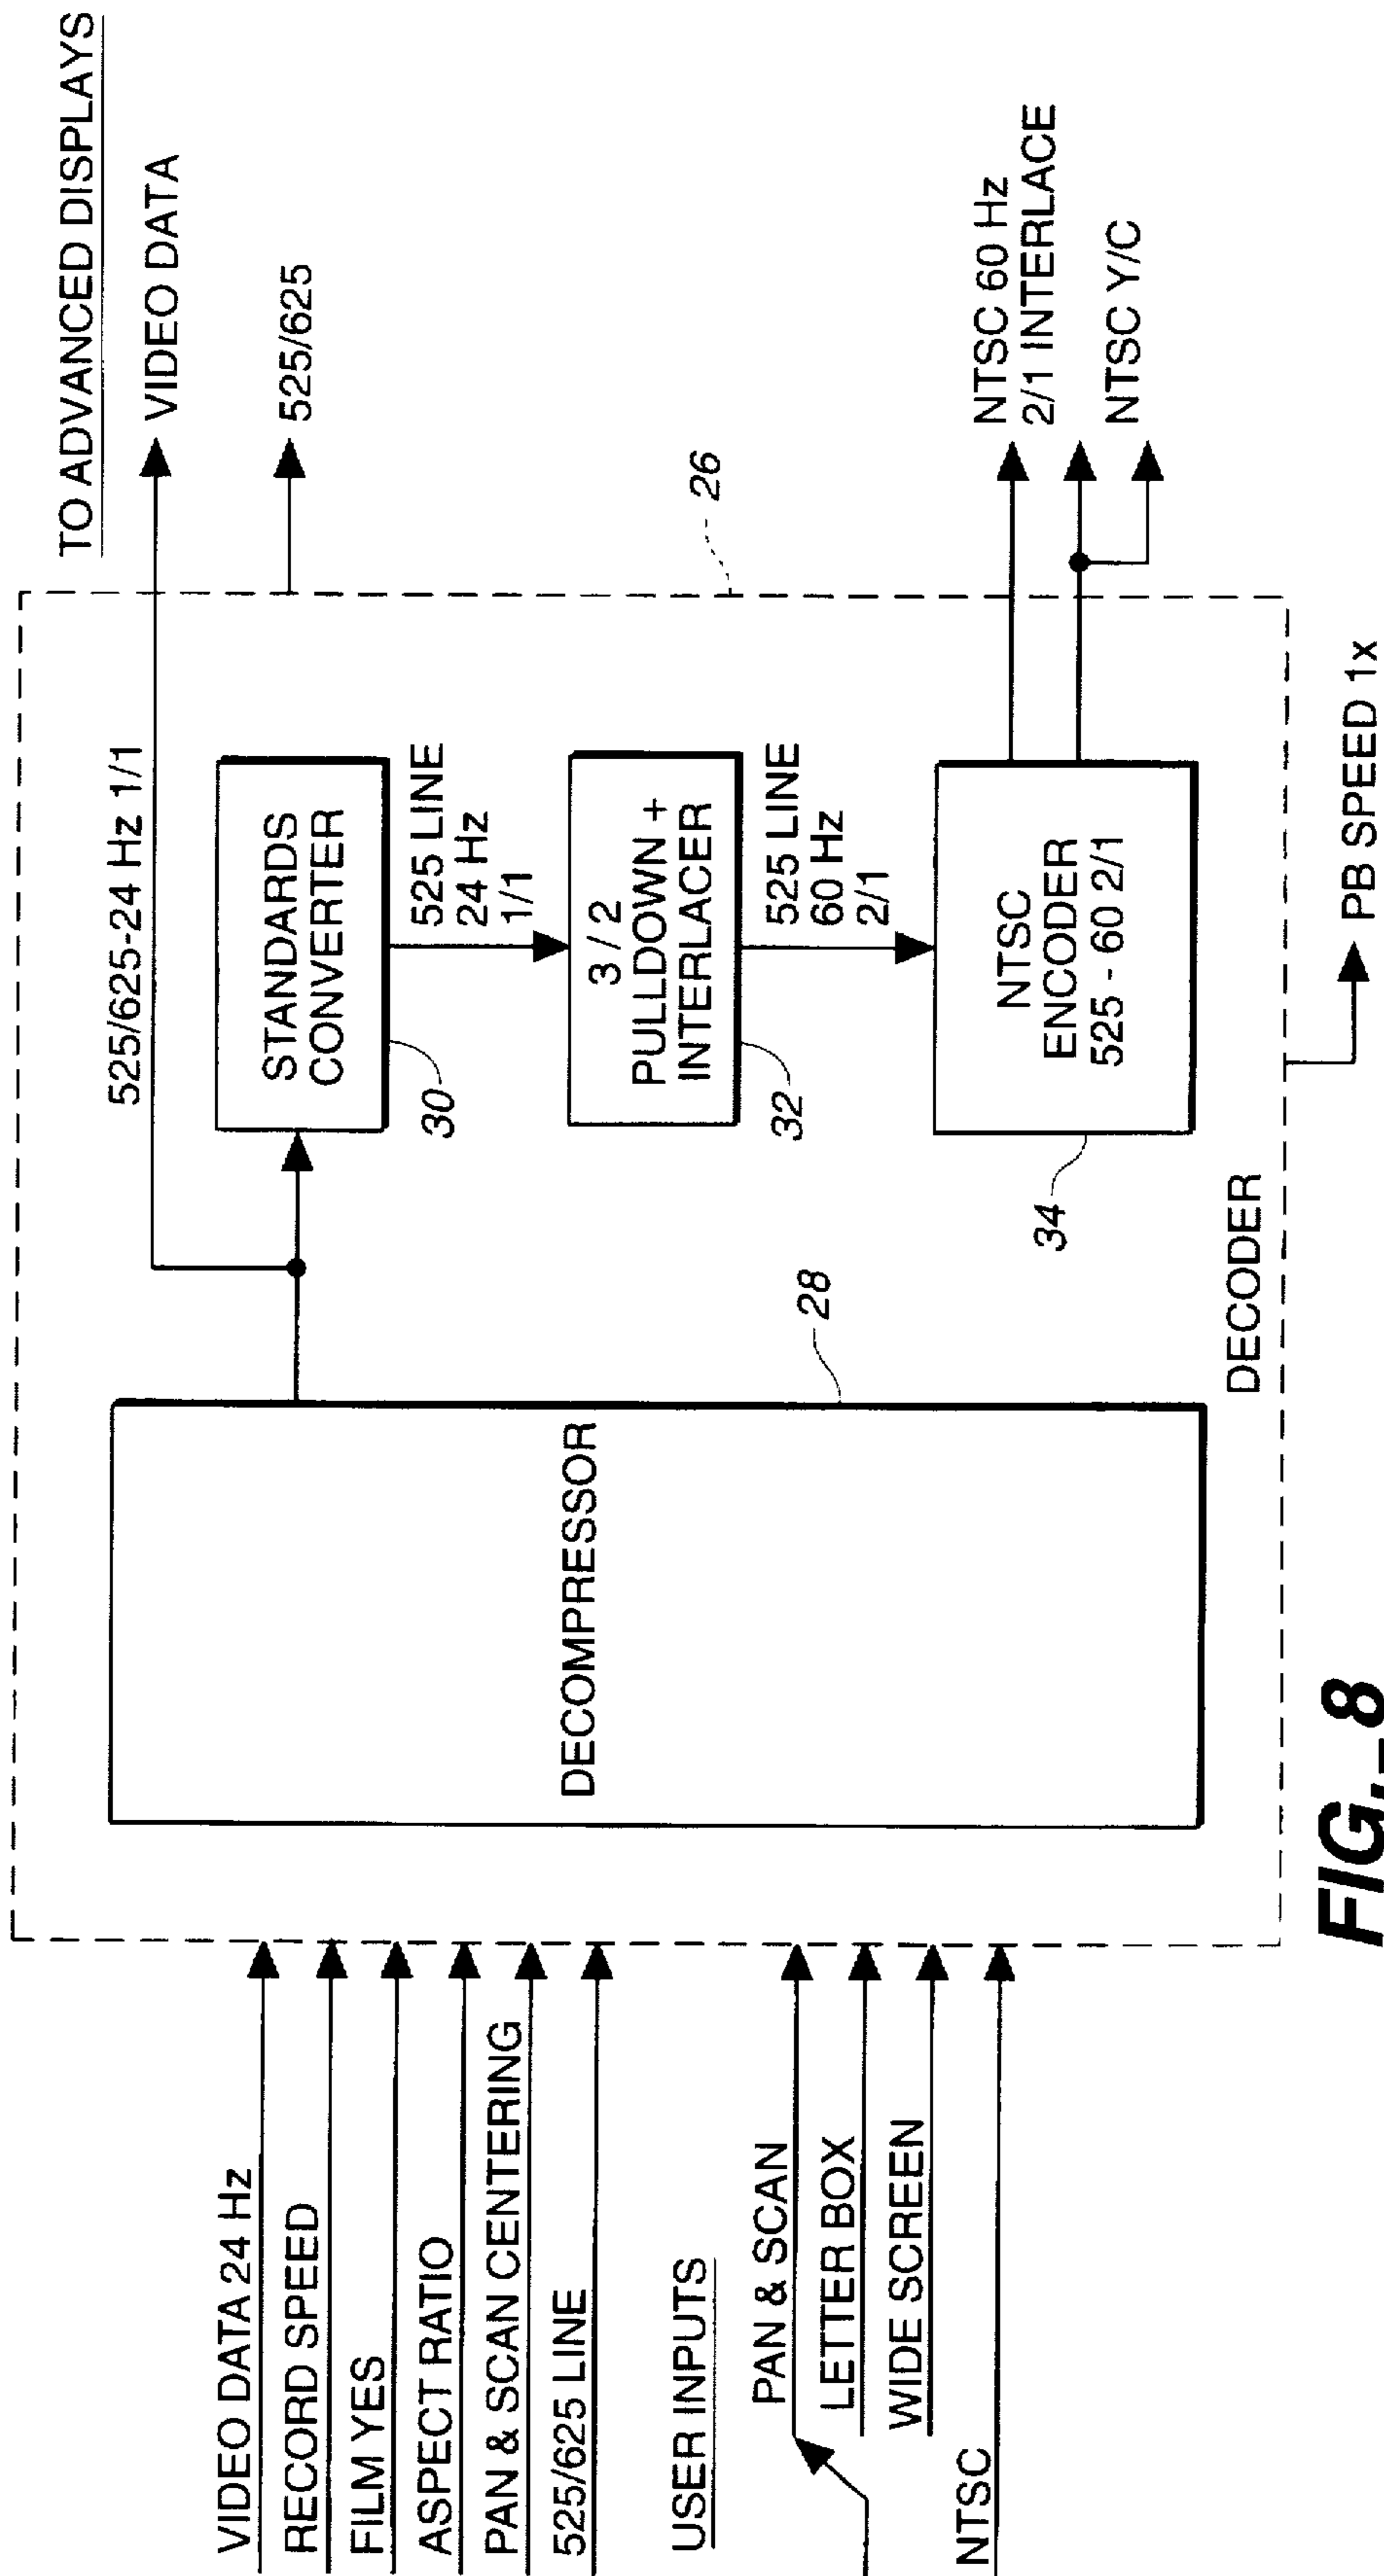 TO ADVANCED DISPLAYS
VIDEO DATA
525/625
525/625-24 Hz 1/1
VIDEO DATA 24 Hz
RECORD SPEED
FILM YES
ASPECT RATIO
PAN & SCAN CENTERING
525/625 LINE
USER INPUTS
PAN & SCAN
LETTER BOX
WIDE SCREEN
NTSC
DECOMPRESSOR
28
STANDARDS
CONVERTER
30
525 LINE
24 Hz
1/1
3 / 2
PULLDOWN +
INTERLACER
32
525 LINE
60 Hz
2/1
NTSC
ENCODER
525 - 60 2/1
34
26
NTSC 60 Hz
2/1 INTERLACE
NTSC Y/C
DECODER
PB SPEED 1x
FIG._8